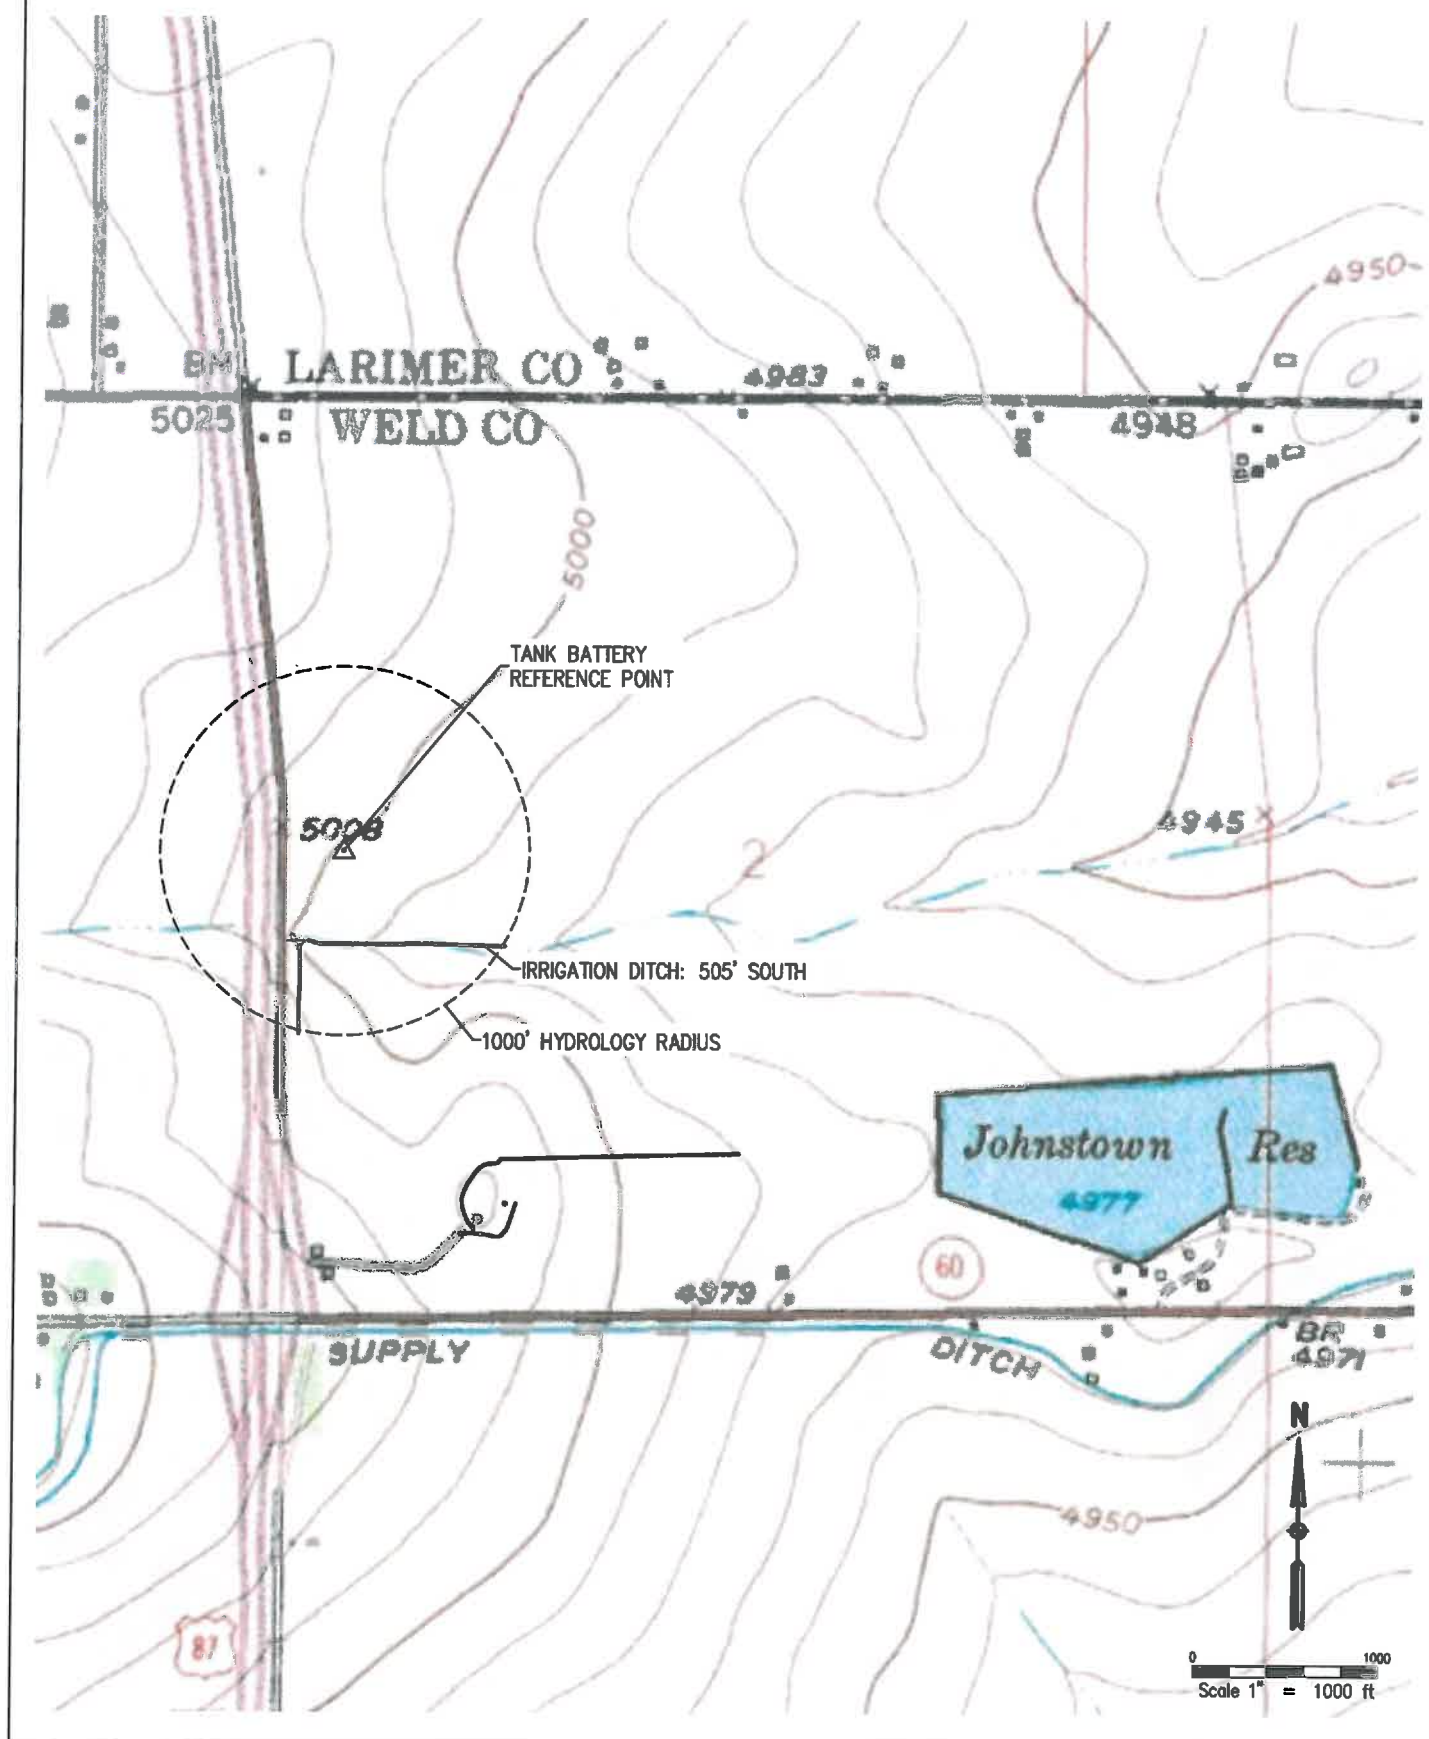 4950
BM
LARIMER CO
4983
5025
WELD CO
4948
5000
TANK BATTERY
REFERENCE POINT
5008
4945
2
IRRIGATION DITCH: 505' SOUTH
1000' HYDROLOGY RADIUS
Johnstown Res
4977
60
4979
SUPPLY
DITCH
BR
4971
N
4950
87
0 1000
Scale 1" = 1000 ft